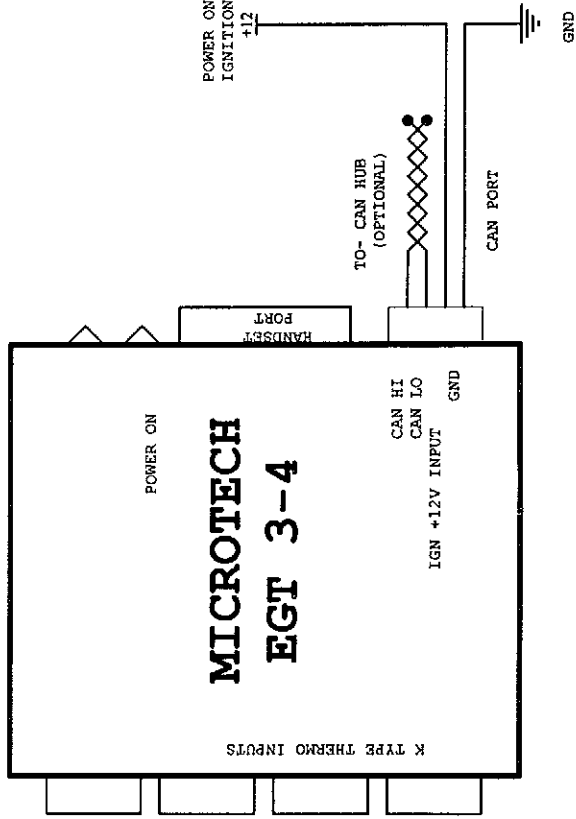 POWER ON
IGNITION
+12
GND
TO- CAN HUB
(OPTIONAL)
CAN PORT
HANDSET
PORT
POWER ON
MICROTECH
EGT 3-4
CAN HI
CAN LO
GND
IGN +12V INPUT
K TYPE THERMO INPUTS